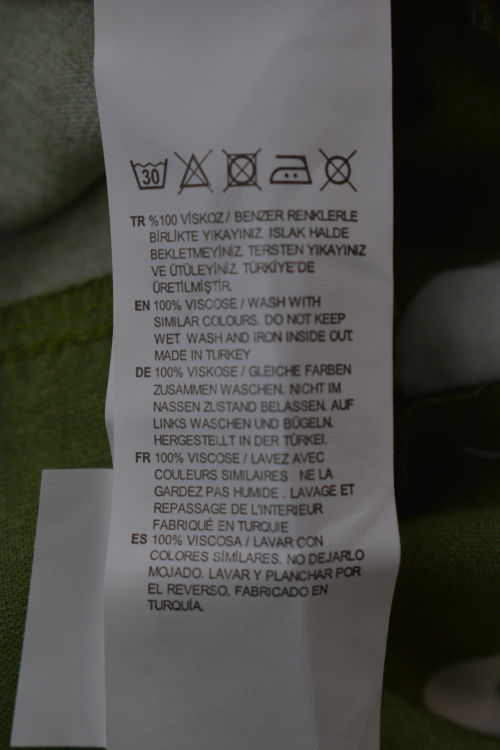 30
TR %100 VİSKOZ / BENZER RENKLERLE
BİRLİKTE YIKAYINIZ. ISLAK HALDE
BEKLETMEYİNİZ. TERSTEN YIKAYINIZ
VE ÜTÜLEYİNİZ. TÜRKİYE'DE
ÜRETİLMİŞTİR.
EN 100% VISCOSE / WASH WITH
SIMILAR COLOURS. DO NOT KEEP
WET. WASH AND IRON INSIDE OUT.
MADE IN TURKEY
DE 100% VISKOSE / GLEICHE FARBEN
ZUSAMMEN WASCHEN. NICHT IM
NASSEN ZUSTAND BELASSEN. AUF
LINKS WASCHEN UND BÜGELN.
HERGESTELLT IN DER TÜRKEI.
FR 100% VISCOSE / LAVEZ AVEC
COULEURS SIMILAIRES NE LA
GARDEZ PAS HUMIDE . LAVAGE ET
REPASSAGE DE L'INTERIEUR
FABRIQUÉ EN TURQUIE
ES 100% VISCOSA / LAVAR CON
COLORES SİMİLARES. NO DEJARLO
MOJADO. LAVAR Y PLANCHAR POR
EL REVERSO. FABRICADO EN
TURQUÍA.